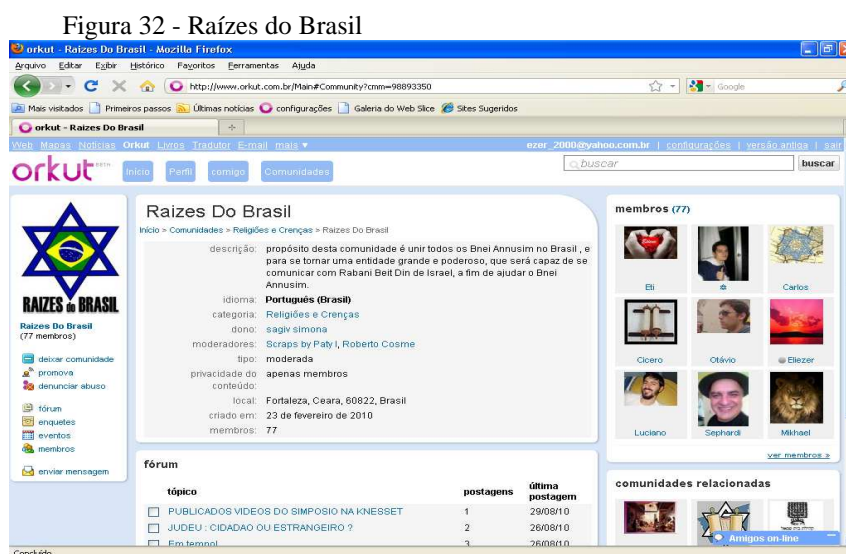 Figura 32 - Raízes do Brasil
orkut - Raizes Do Brasil - Mozilla Firefox
Arquivo Editar Exibir Histórico Favoritos Ferramentas Ajuda
http://www.orkut.com.br/Main#Community?cmm=98893350
Google
Mais visitados Primeiros passos Últimas notícias configurações Galeria do Web Slice Sites Sugeridos
orkut - Raizes Do Brasil
Web Mapas Notícias Orkut Livros Tradutor E-mail mais ezer_2000@yahoo.com.br | configurações | versão antiga | sair
orkut BETA Início Perfil comigo Comunidades buscar buscar
RAIZES do BRASIL
Raizes Do Brasil
(77 membros)
deixar comunidade
promova
denunciar abuso
fórum
enquetes
eventos
membros
enviar mensagem
Raizes Do Brasil
Início > Comunidades > Religiões e Crenças > Raizes Do Brasil
descrição: propósito desta comunidade é unir todos os Bnei Annusim no Brasil , e
para se tornar uma entidade grande e poderoso, que será capaz de se
comunicar com Rabani Beit Din de Israel, a fim de ajudar o Bnei
Annusim.
idioma: Português (Brasil)
categoria: Religiões e Crenças
dono: sagiv simona
moderadores: Scraps by Paty I, Roberto Cosme
tipo: moderada
privacidade do conteúdo: apenas membros
local: Fortaleza, Ceara, 60822, Brasil
criado em: 23 de fevereiro de 2010
membros: 77
fórum
tópico postagens última postagem
PUBLICADOS VIDEOS DO SIMPOSIO NA KNESSET 1 29/08/10
JUDEU : CIDADAO OU ESTRANGEIRO ? 2 26/08/10
Em tempo! 3 26/08/10
membros (77)
Eli Carlos
Cicero Otávio Eliezer
Luciano Sephardi Mikhael
ver membros »
comunidades relacionadas
Amigos on-line
Concluído